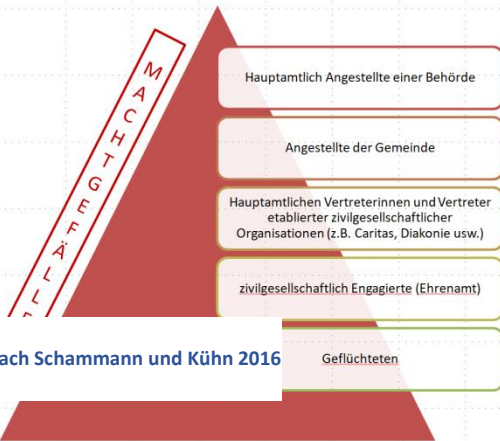 MACHTGEFÄLLE
Hauptamtlich Angestellte einer Behörde
Angestellte der Gemeinde
Hauptamtlichen Vertreterinnen und Vertreter
etablierter zivilgesellschaftlicher
Organisationen (z.B. Caritas, Diakonie usw.)
zivilgesellschaftlich Engagierte (Ehrenamt)
ach Schammann und Kühn 2016
Geflüchteten